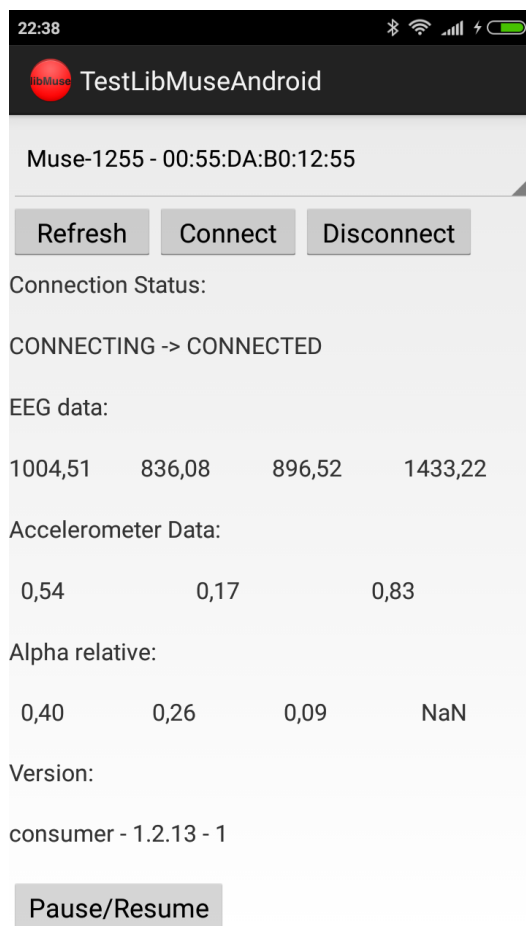 22:38
libMuse TestLibMuseAndroid
Muse-1255 - 00:55:DA:B0:12:55
Refresh Connect Disconnect
Connection Status:
CONNECTING -> CONNECTED
EEG data:
1004,51 836,08 896,52 1433,22
Accelerometer Data:
0,54 0,17 0,83
Alpha relative:
0,40 0,26 0,09 NaN
Version:
consumer - 1.2.13 - 1
Pause/Resume